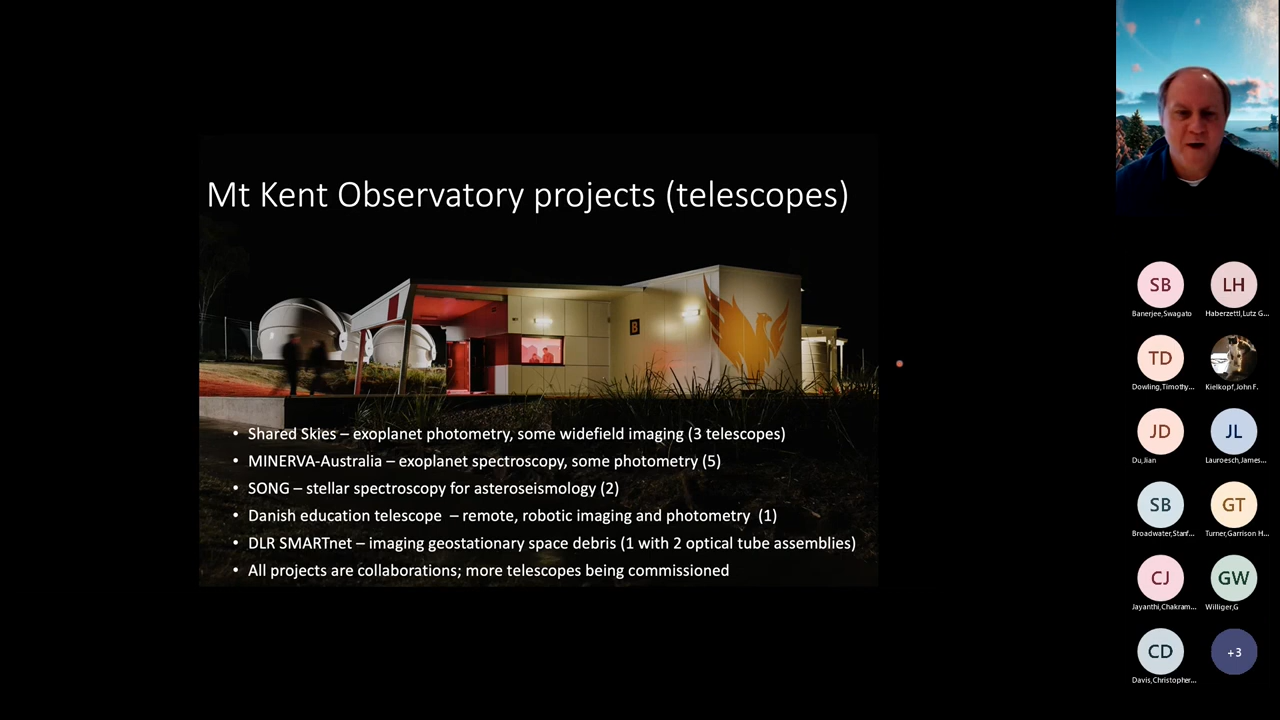 Mt Kent Observatory projects (telescopes)
B
• Shared Skies – exoplanet photometry, some widefield imaging (3 telescopes)
• MINERVA-Australia – exoplanet spectroscopy, some photometry (5)
• SONG – stellar spectroscopy for asteroseismology (2)
• Danish education telescope – remote, robotic imaging and photometry (1)
• DLR SMARTnet – imaging geostationary space debris (1 with 2 optical tube assemblies)
• All projects are collaborations; more telescopes being commissioned
SB LH
Banerjee,Swagato Haberzettl,Lutz G...
TD
Dowling,Timothy... Kielkopf,John F.
JD JL
Du,Jian Lauroesch,James...
SB GT
Broadwater,Stanf... Turner,Garrison H...
CJ GW
Jayanthi,Chakram... Williger,G
CD +3
Davis,Christopher...